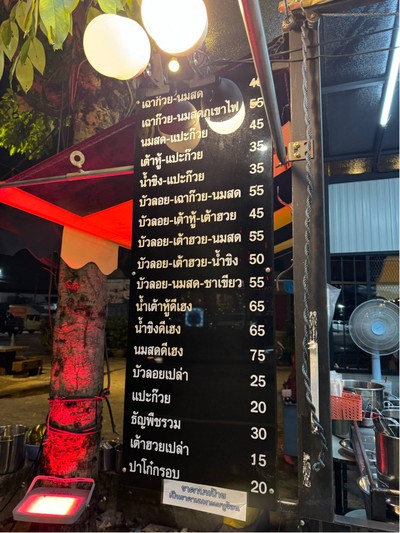 เฉาก๊วย-นมสด
เฉาก๊วย-นมสดภูเขาไฟ 55
นมสด-แปะก๊วย 45
เต้าหู้-แปะก๊วย 35
น้ำขิง-แปะก๊วย 35
บัวลอย-เฉาก๊วย-นมสด 55
บัวลอย-เต้าหู้-เต้าฮวย 45
บัวลอย-เต้าฮวย-นมสด 55
บัวลอย-เต้าฮวย-น้ำขิง 50
บัวลอย-นมสด-ชาเขียว 55
น้ำเต้าหู้ดีเฮง 65
น้ำขิงดีเฮง 65
นมสดดีเฮง 75
บัวลอยเปล่า 25
แปะก๊วย 20
ธัญพืชรวม 30
เต้าฮวยเปล่า 15
ปาโก๋กรอบ 20